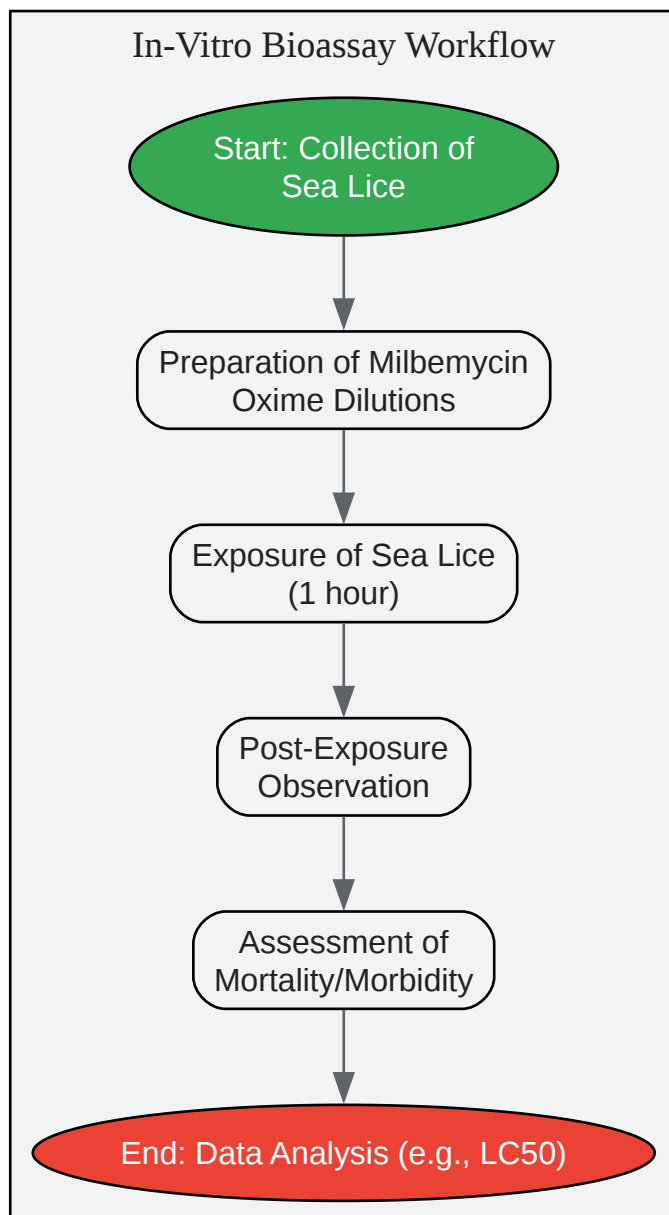 In-Vitro Bioassay Workflow
Start: Collection of
Sea Lice
Preparation of Milbemycin
Oxime Dilutions
Exposure of Sea Lice
(1 hour)
Post-Exposure
Observation
Assessment of
Mortality/Morbidity
End: Data Analysis (e.g., LC50)